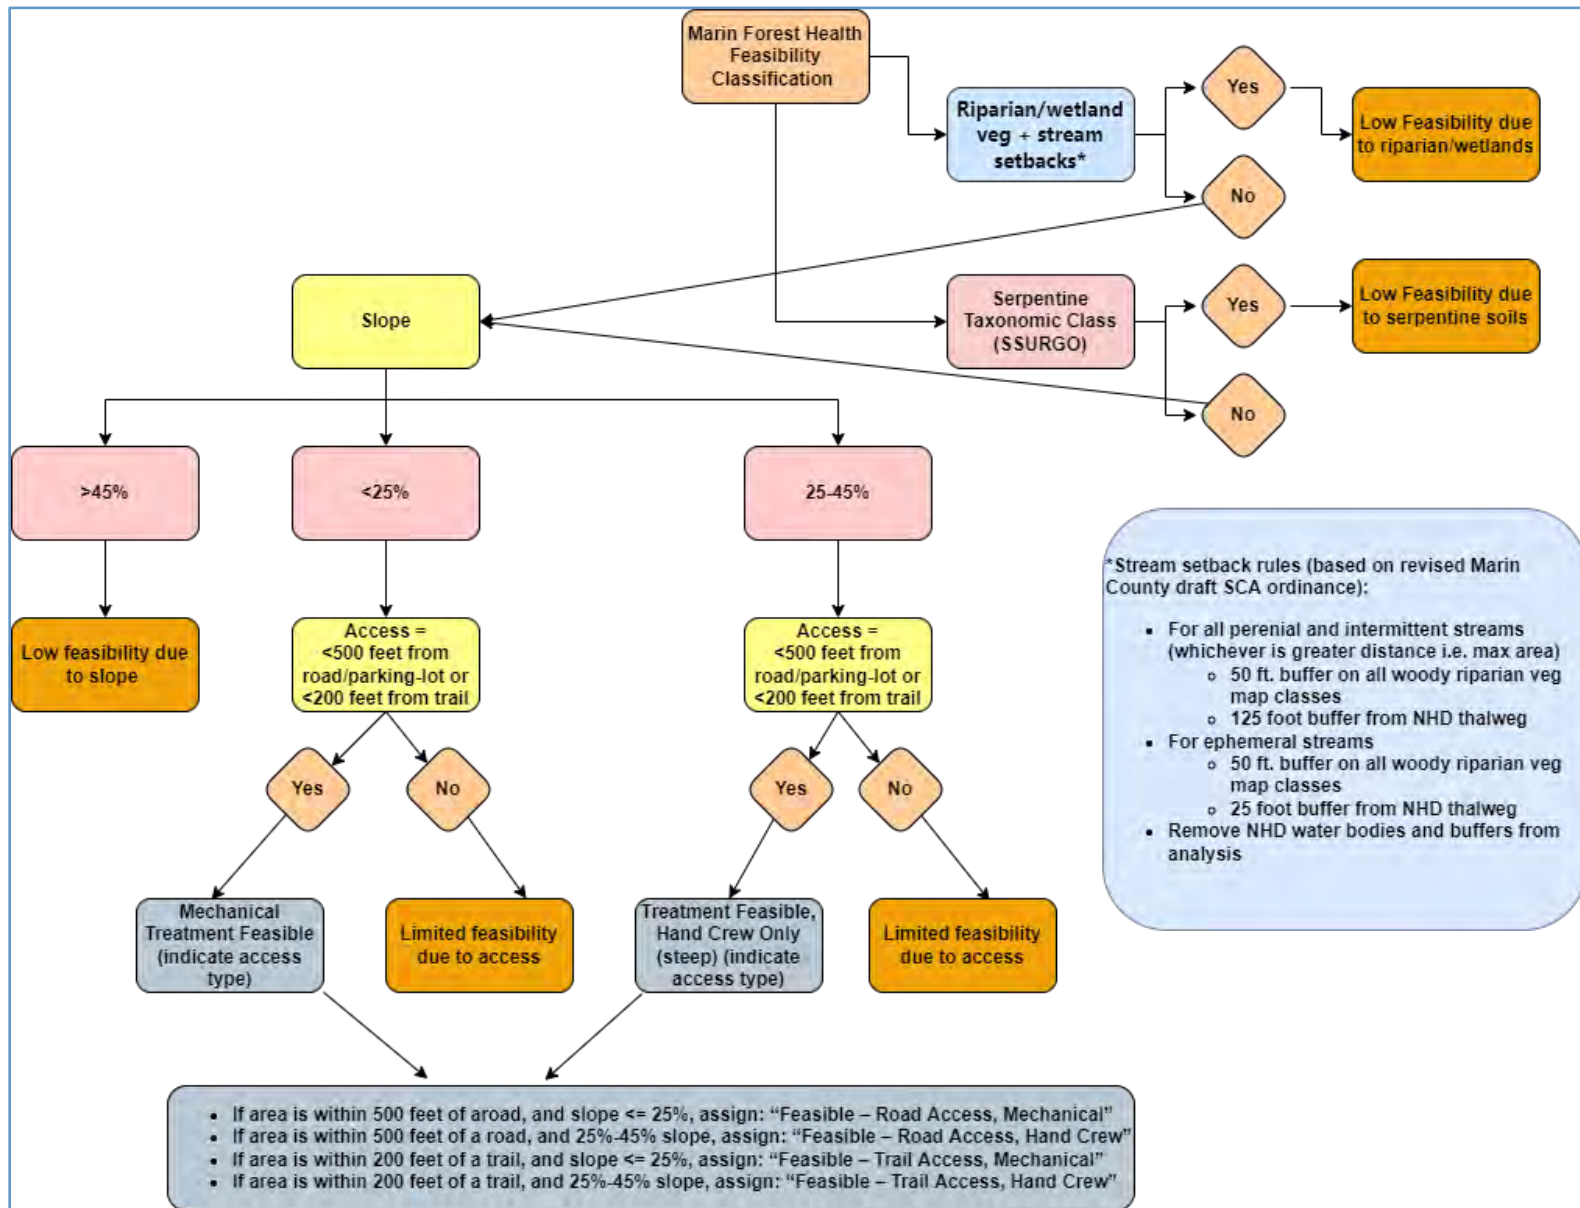 Marin Forest Health
Feasibility
Classification
Riparian/wetland
veg + stream
setbacks*
Yes
Low Feasibility due
to riparian/wetlands
No
Slope
Serpentine
Taxonomic Class
(SSURGO)
Yes
Low Feasibility due
to serpentine soils
No
>45%
<25%
25-45%
Low feasibility due
to slope
Access =
<500 feet from
road/parking-lot or
<200 feet from trail
Access =
<500 feet from
road/parking-lot or
<200 feet from trail
Yes
No
Yes
No
Mechanical
Treatment Feasible
(indicate access
type)
Limited feasibility
due to access
Treatment Feasible,
Hand Crew Only
(steep) (indicate
access type)
Limited feasibility
due to access
*Stream setback rules (based on revised Marin
County draft SCA ordinance):
• For all perenial and intermittent streams
(whichever is greater distance i.e. max area)
○ 50 ft. buffer on all woody riparian veg
map classes
○ 125 foot buffer from NHD thalweg
• For ephemeral streams
○ 50 ft. buffer on all woody riparian veg
map classes
○ 25 foot buffer from NHD thalweg
• Remove NHD water bodies and buffers from
analysis
• If area is within 500 feet of aroad, and slope <= 25%, assign: “Feasible – Road Access, Mechanical”
• If area is within 500 feet of a road, and 25%-45% slope, assign: “Feasible – Road Access, Hand Crew”
• If area is within 200 feet of a trail, and slope <= 25%, assign: “Feasible – Trail Access, Mechanical”
• If area is within 200 feet of a trail, and 25%-45% slope, assign: “Feasible – Trail Access, Hand Crew”